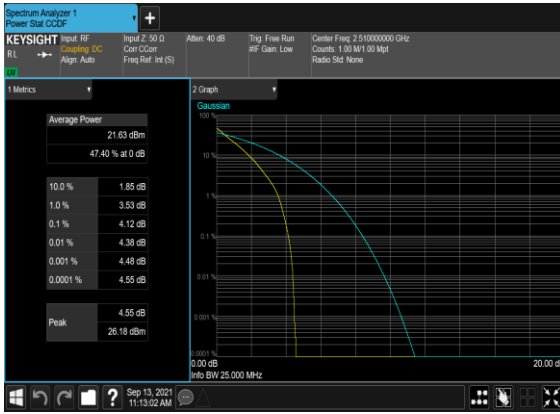 Spectrum Analyzer 1
Power Stat CCDF
KEYSIGHT
RL
Input: RF
Coupling: DC
Align: Auto
Input Z: 50 Ω
Corr CCorr
Freq Ref: Int (S)
Atten: 40 dB
Trig: Free Run
#IF Gain: Low
Center Freq: 2.510000000 GHz
Counts: 1.00 M/1.00 Mpt
Radio Std: None
1 Metrics
Average Power
21.63 dBm
47.40 % at 0 dB
10.0 % 1.85 dB
1.0 % 3.53 dB
0.1 % 4.12 dB
0.01 % 4.38 dB
0.001 % 4.48 dB
0.0001 % 4.55 dB
Peak
4.55 dB
26.18 dBm
2 Graph
Gaussian
100 %
10 %
1 %
0.1 %
0.01 %
0.001 %
0.0001 %
0.00 dB
20.00 d
Info BW 25.000 MHz
Sep 13, 2021
11:13:02 AM